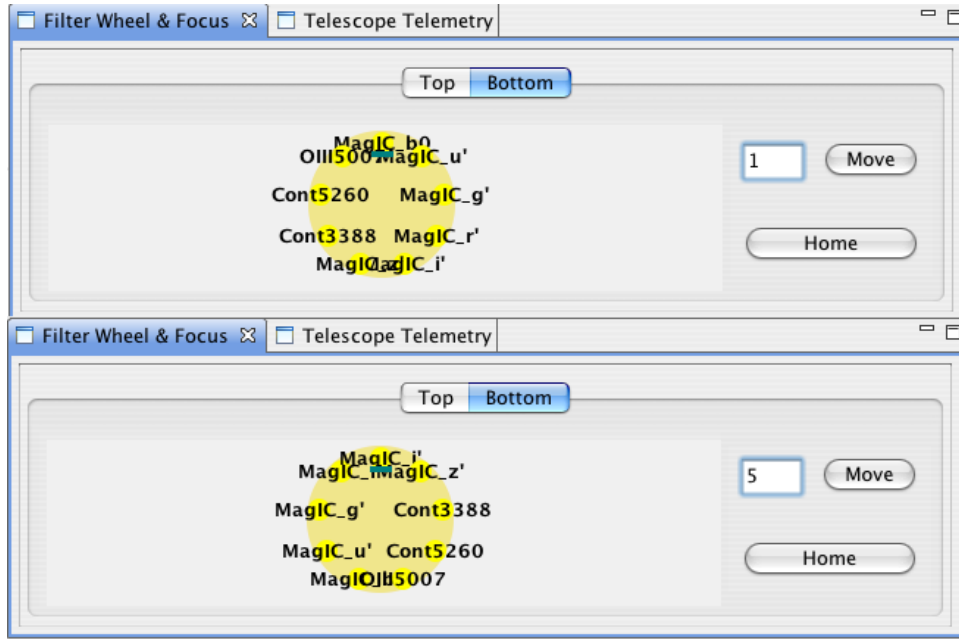 Filter Wheel & Focus Telescope Telemetry
Top Bottom
MagIC_b0
OIII5007 MagIC_u'
1 Move
Cont5260 MagIC_g'
Cont3388 MagIC_r'
Home
MagIC_z' MagIC_i'
Filter Wheel & Focus Telescope Telemetry
Top Bottom
MagIC_i'
MagIC_z'
5 Move
MagIC_g' Cont3388
MagIC_u' Cont5260
Home
OIII5007